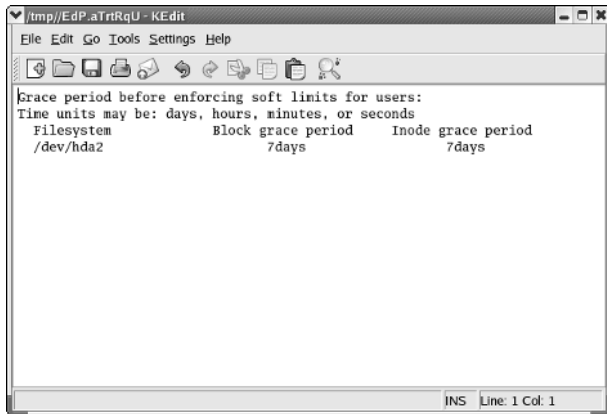 /tmp//EdP.aTrtRqU - KEdit
File Edit Go Tools Settings Help
Grace period before enforcing soft limits for users:
Time units may be: days, hours, minutes, or seconds
Filesystem Block grace period Inode grace period
/dev/hda2 7days 7days
INS Line: 1 Col: 1